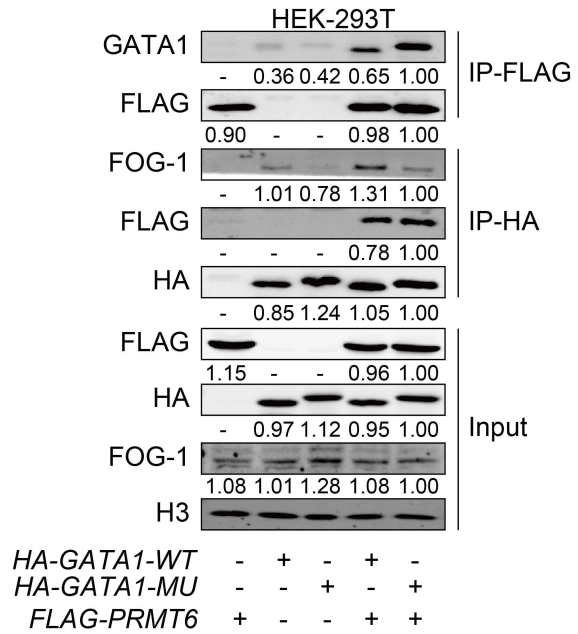 HEK-293T
GATA1
- 0.36 0.42 0.65 1.00
FLAG
0.90 - - 0.98 1.00
IP-FLAG
FOG-1
- 1.01 0.78 1.31 1.00
FLAG
- - - 0.78 1.00
HA
- 0.85 1.24 1.05 1.00
IP-HA
FLAG
1.15 - - 0.96 1.00
HA
- 0.97 1.12 0.95 1.00
FOG-1
1.08 1.01 1.28 1.08 1.00
H3
Input
HA-GATA1-WT - + - + -
HA-GATA1-MU - - + - +
FLAG-PRMT6 + - - + +